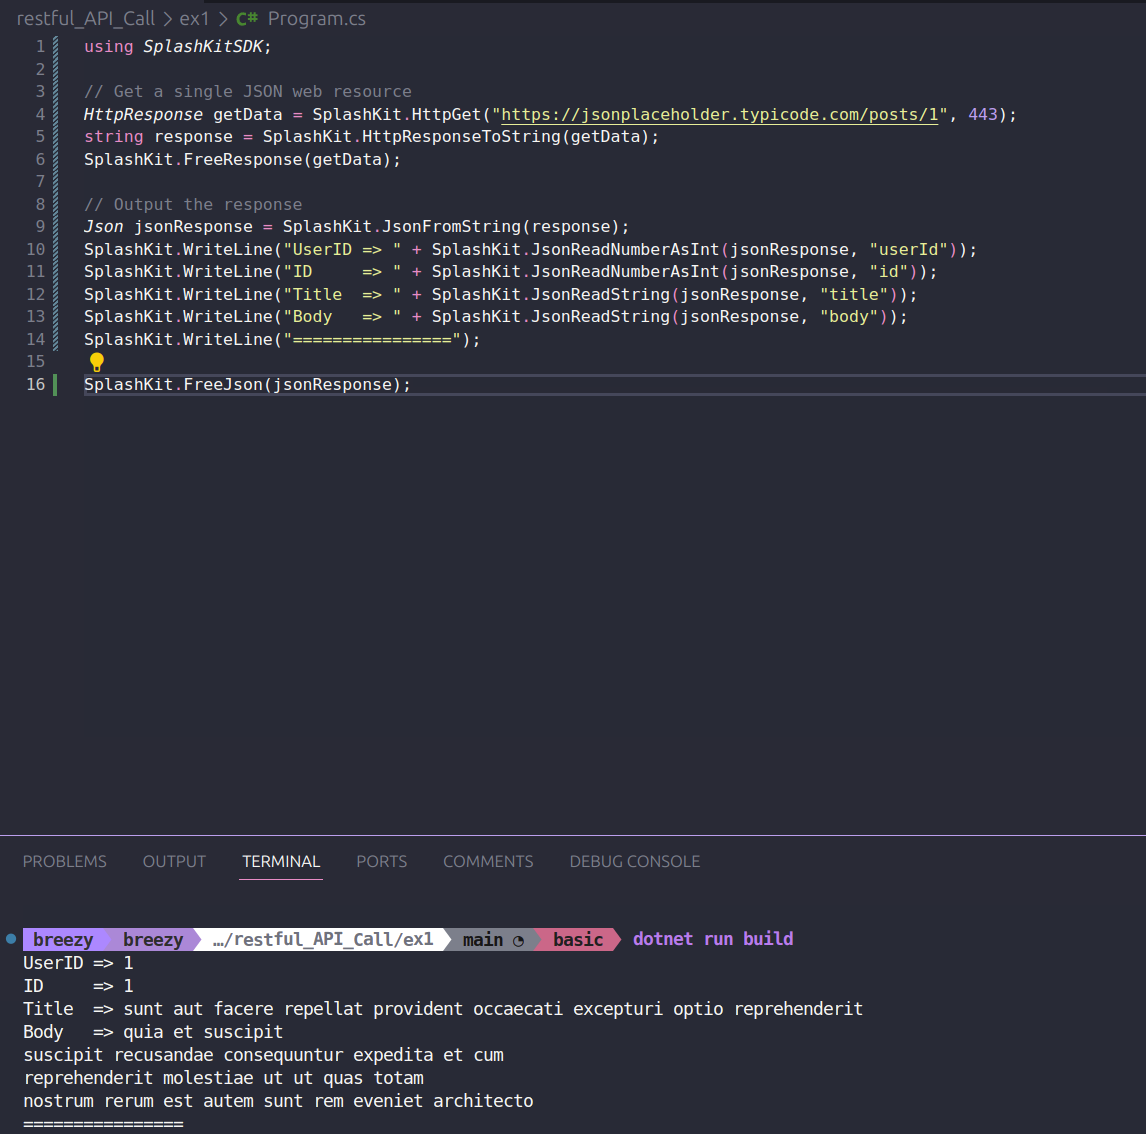 restful_API_Call > ex1 > C# Program.cs
1 using SplashKitSDK;
2
3 // Get a single JSON web resource
4 HttpResponse getData = SplashKit.HttpGet("https://jsonplaceholder.typicode.com/posts/1", 443);
5 string response = SplashKit.HttpResponseToString(getData);
6 SplashKit.FreeResponse(getData);
7
8 // Output the response
9 Json jsonResponse = SplashKit.JsonFromString(response);
10 SplashKit.WriteLine("UserID => " + SplashKit.JsonReadNumberAsInt(jsonResponse, "userId"));
11 SplashKit.WriteLine("ID     => " + SplashKit.JsonReadNumberAsInt(jsonResponse, "id"));
12 SplashKit.WriteLine("Title  => " + SplashKit.JsonReadString(jsonResponse, "title"));
13 SplashKit.WriteLine("Body   => " + SplashKit.JsonReadString(jsonResponse, "body"));
14 SplashKit.WriteLine("================");
15
16 SplashKit.FreeJson(jsonResponse);
PROBLEMS OUTPUT TERMINAL PORTS COMMENTS DEBUG CONSOLE
breezy breezy …/restful_API_Call/ex1 main ◔ basic dotnet run build
UserID => 1
ID     => 1
Title  => sunt aut facere repellat provident occaecati excepturi optio reprehenderit
Body   => quia et suscipit
suscipit recusandae consequuntur expedita et cum
reprehenderit molestiae ut ut quas totam
nostrum rerum est autem sunt rem eveniet architecto
================